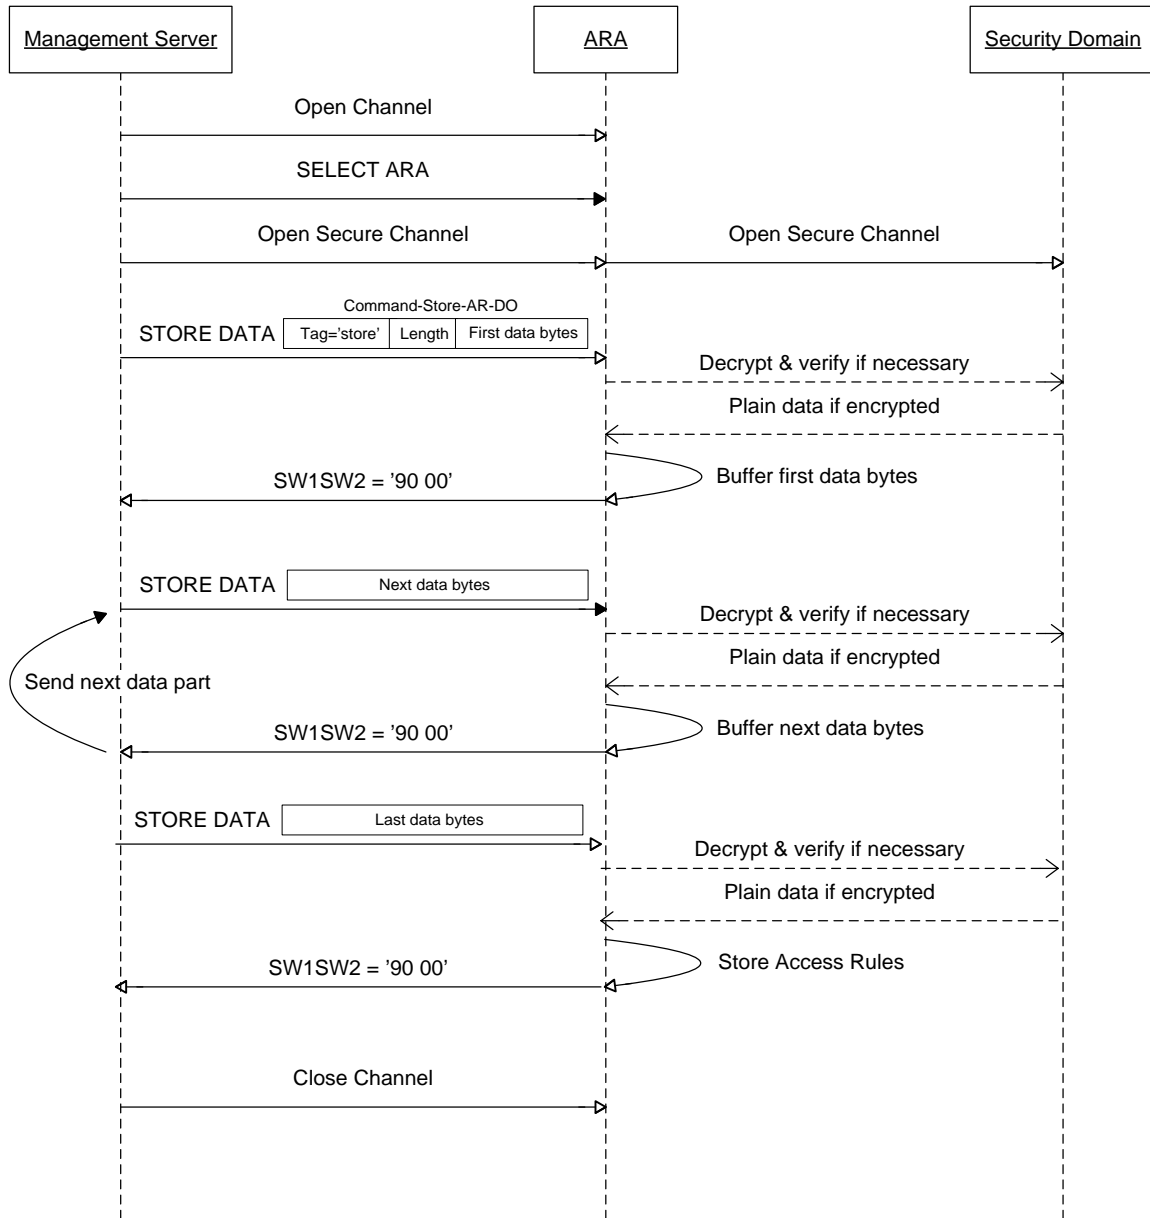 Management Server
ARA
Security Domain
Open Channel
SELECT ARA
Open Secure Channel
Open Secure Channel
Command-Store-AR-DO
STORE DATA
Tag=’store’
Length
First data bytes
Decrypt & verify if necessary
Plain data if encrypted
Buffer first data bytes
SW1SW2 = ’90 00’
STORE DATA
Next data bytes
Decrypt & verify if necessary
Plain data if encrypted
Send next data part
Buffer next data bytes
SW1SW2 = ’90 00’
STORE DATA
Last data bytes
Decrypt & verify if necessary
Plain data if encrypted
Store Access Rules
SW1SW2 = ’90 00’
Close Channel